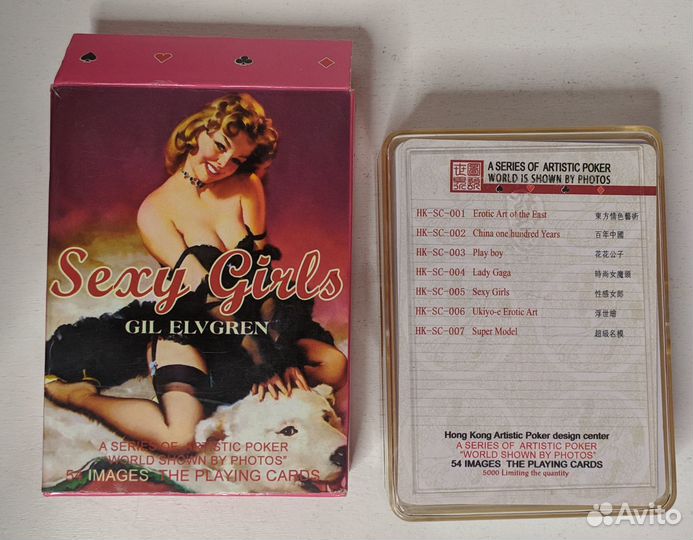 Sexy Girls
GIL ELVGREN
A SERIES OF ARTISTIC POKER
"WORLD SHOWN BY PHOTOS"
54 IMAGES THE PLAYING CARDS
A SERIES OF ARTISTIC POKER
WORLD IS SHOWN BY PHOTOS
HK-SC-001 Erotic Art of the East 東方情色藝術
HK-SC-002 China one hundred Years 百年中國
HK-SC-003 Play boy 花花公子
HK-SC-004 Lady Gaga 時尚女魔頭
HK-SC-005 Sexy Girls 性感女郎
HK-SC-006 Ukiyo-e Erotic Art 浮世繪
HK-SC-007 Super Model 超級名模
Hong Kong Artistic Poker design center
A SERIES OF ARTISTIC POKER
"WORLD SHOWN BY PHOTOS"
54 IMAGES THE PLAYING CARDS
5000 Limiting the quantity
Avito